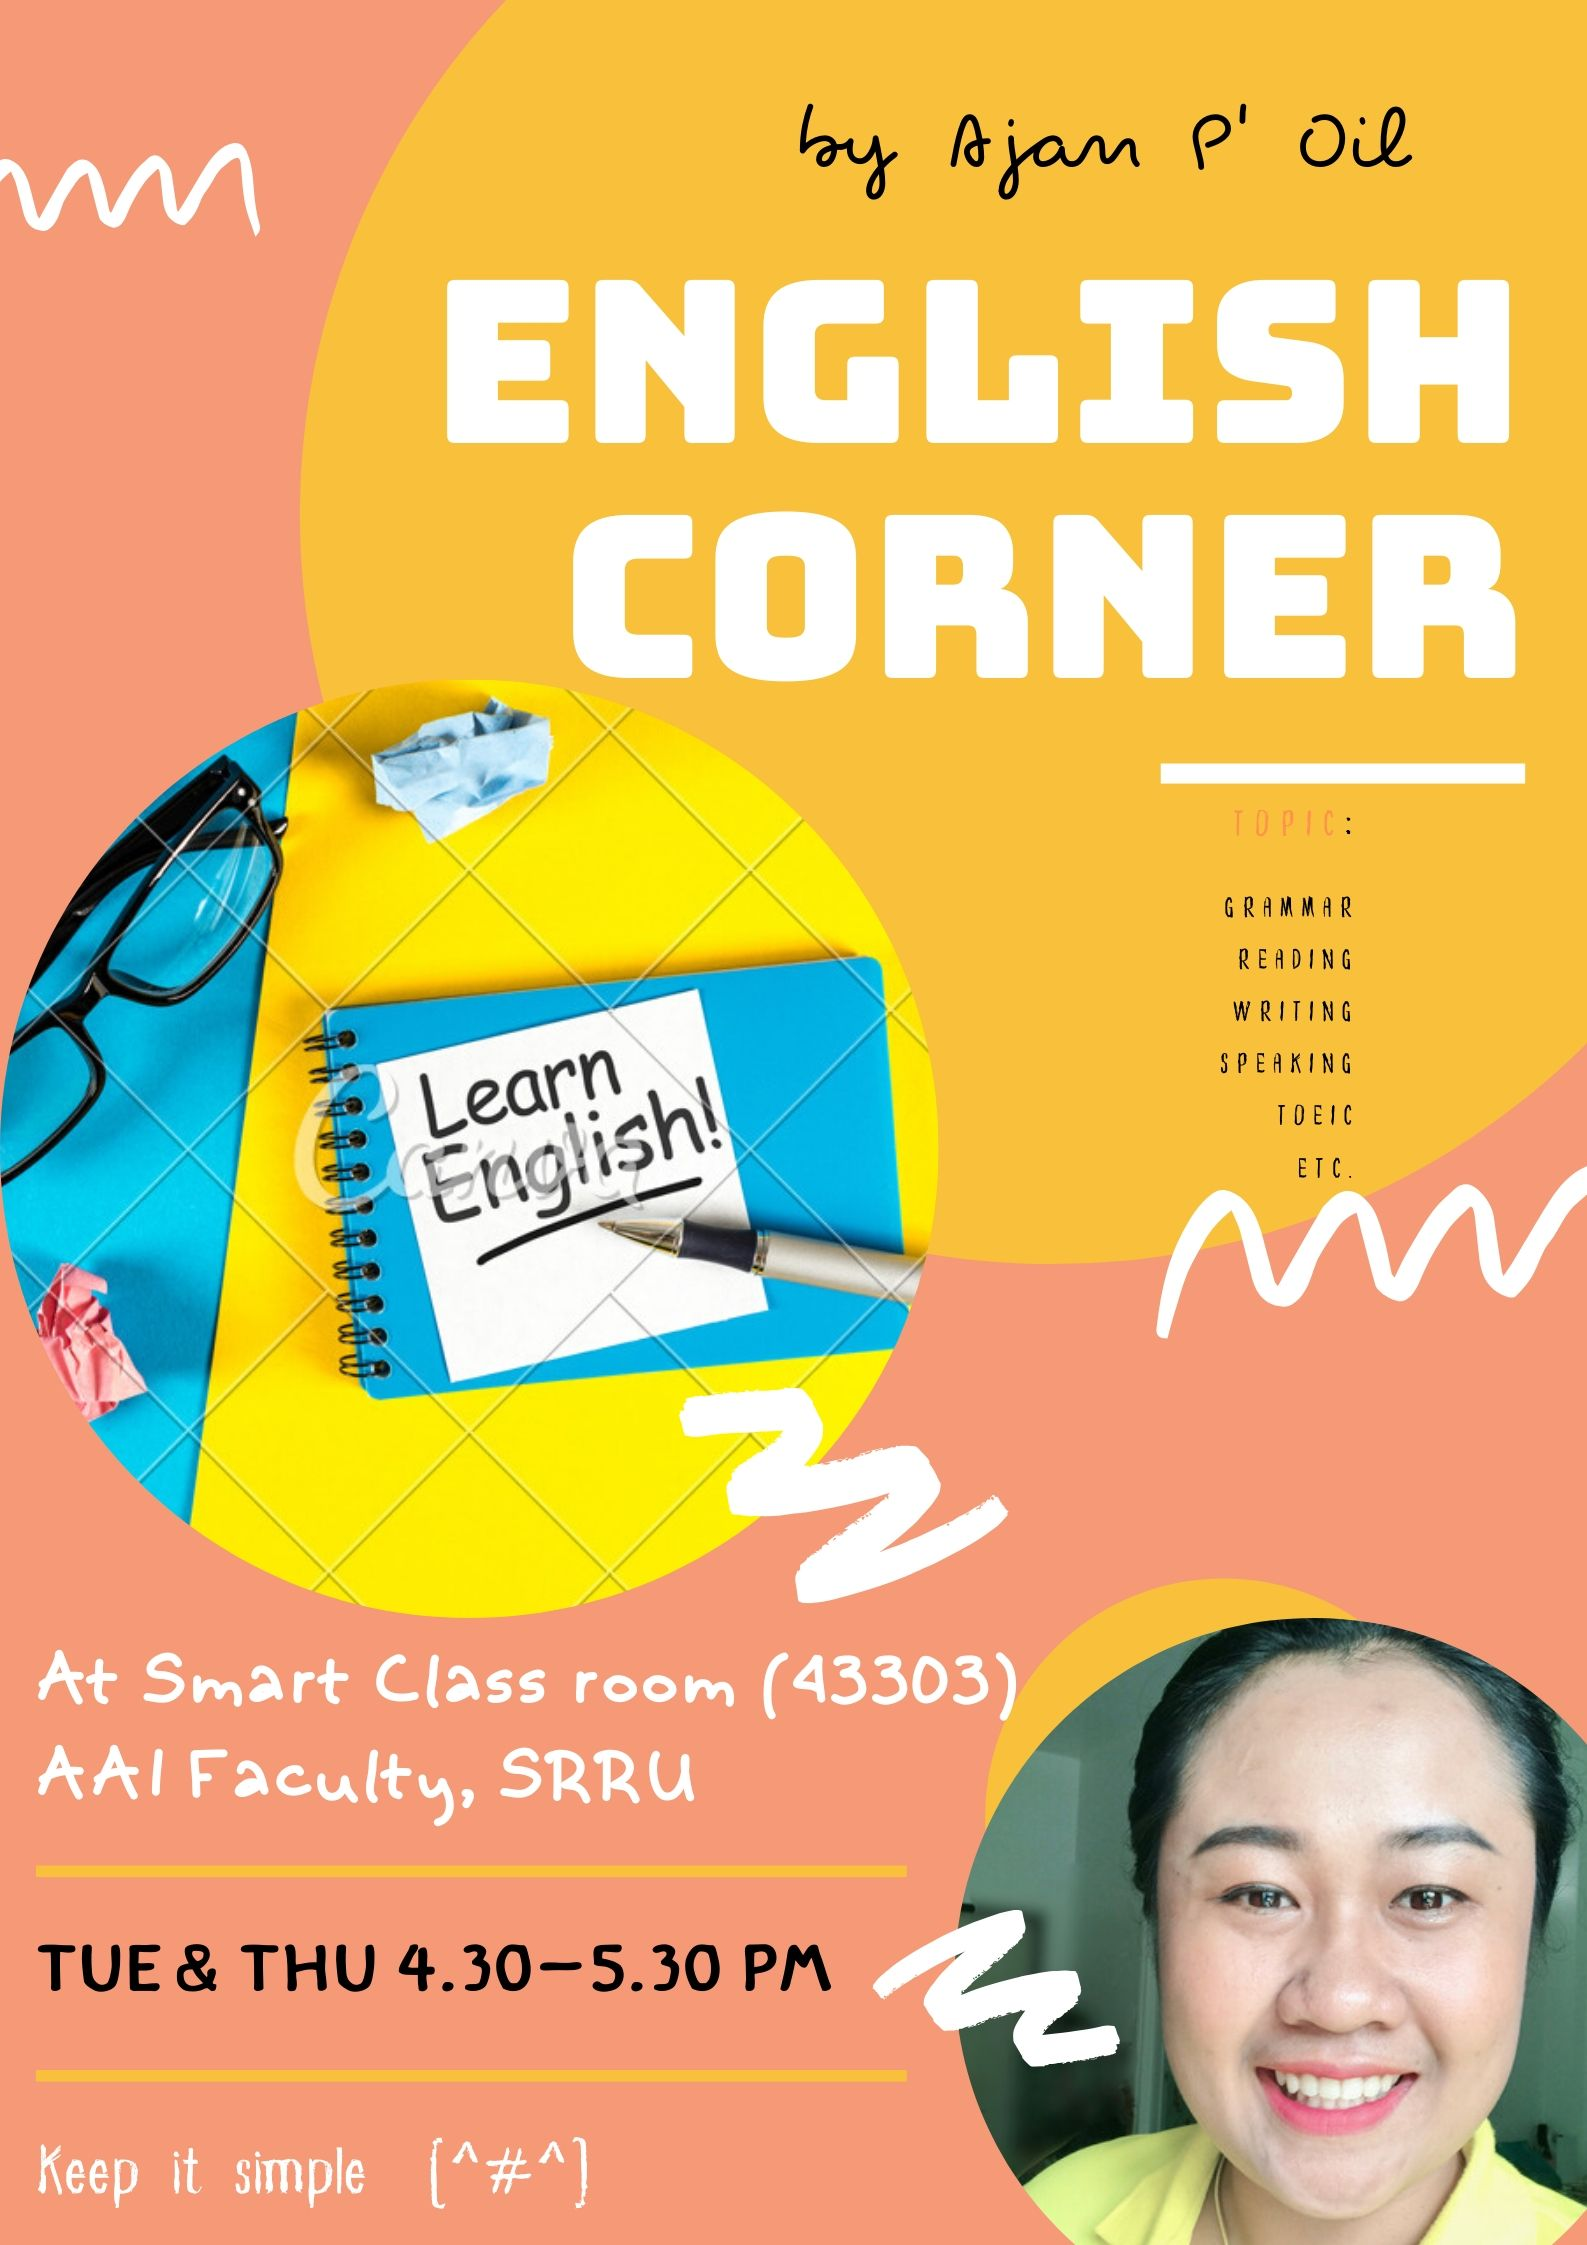 by Ajan P' Oil
ENGLISH
CORNER
TOPIC:
GRAMMAR
READING
WRITING
SPEAKING
TOEIC
ETC.
Learn
English!
Canva
At Smart Class room (43303)
AAI Faculty, SRRU
TUE & THU 4.30–5.30 PM
Keep it simple [^#^]